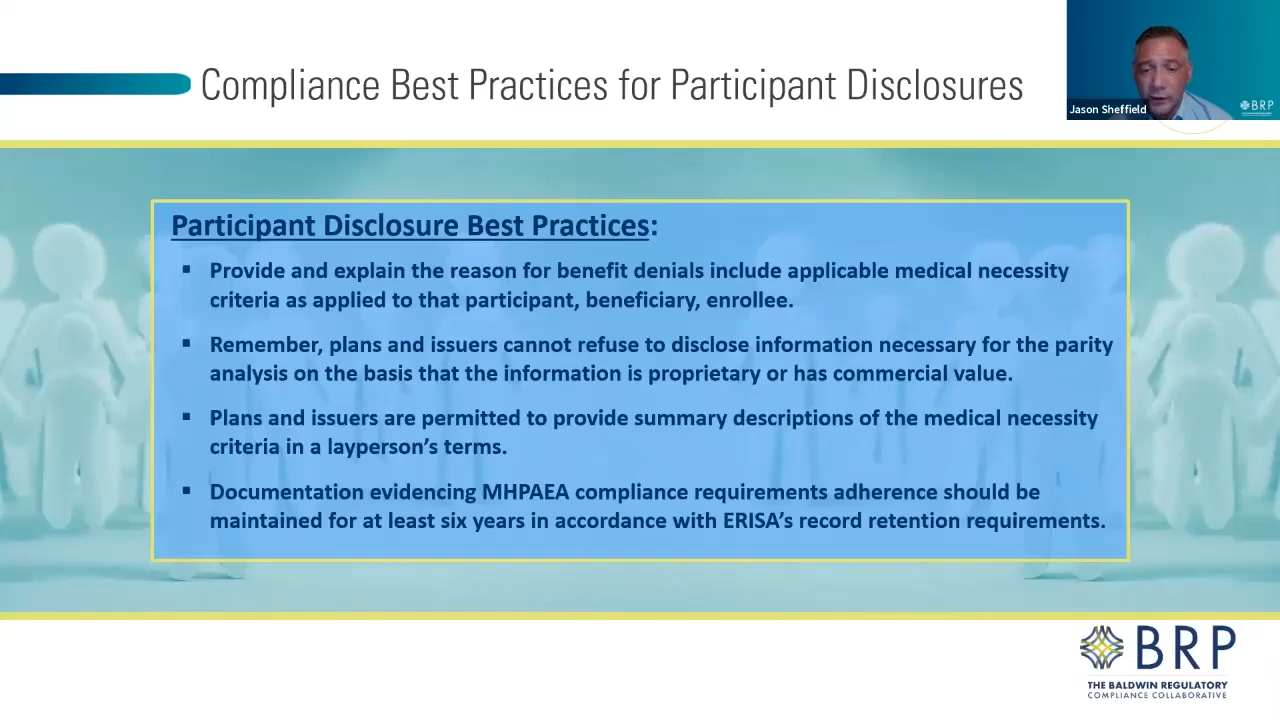 Compliance Best Practices for Participant Disclosures
Jason Sheffield
BRP
Participant Disclosure Best Practices:
▪ Provide and explain the reason for benefit denials include applicable medical necessity
criteria as applied to that participant, beneficiary, enrollee.
▪ Remember, plans and issuers cannot refuse to disclose information necessary for the parity
analysis on the basis that the information is proprietary or has commercial value.
▪ Plans and issuers are permitted to provide summary descriptions of the medical necessity
criteria in a layperson's terms.
▪ Documentation evidencing MHPAEA compliance requirements adherence should be
maintained for at least six years in accordance with ERISA's record retention requirements.
BRP
THE BALDWIN REGULATORY
COMPLIANCE COLLABORATIVE